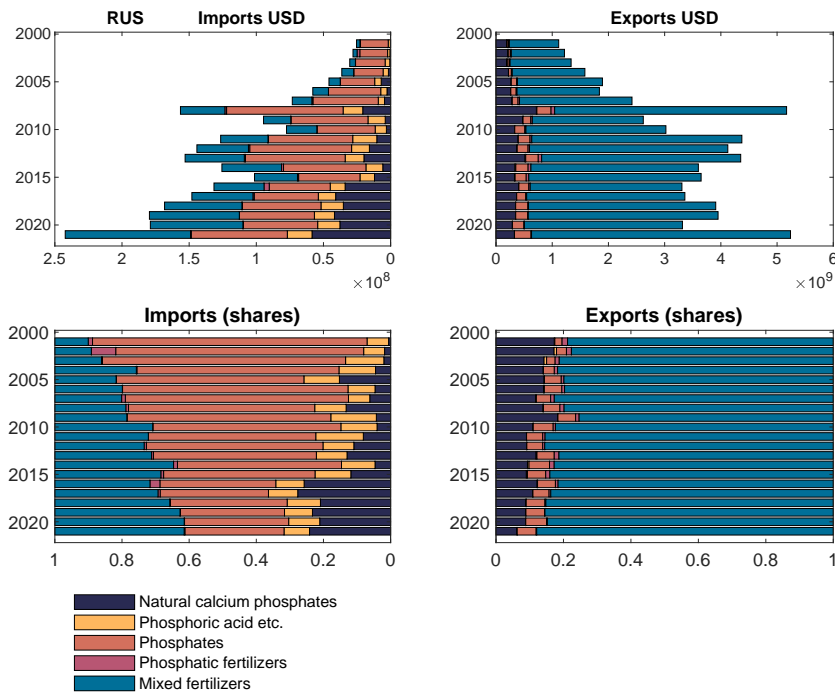 RUS Imports USD
Exports USD
2000
2005
2010
2015
2020
2.5 2 1.5 1 0.5 0
×10^8
2000
2005
2010
2015
2020
0 1 2 3 4 5 6
×10^9
Imports (shares)
Exports (shares)
2000
2005
2010
2015
2020
1 0.8 0.6 0.4 0.2 0
2000
2005
2010
2015
2020
0 0.2 0.4 0.6 0.8 1
Natural calcium phosphates
Phosphoric acid etc.
Phosphates
Phosphatic fertilizers
Mixed fertilizers